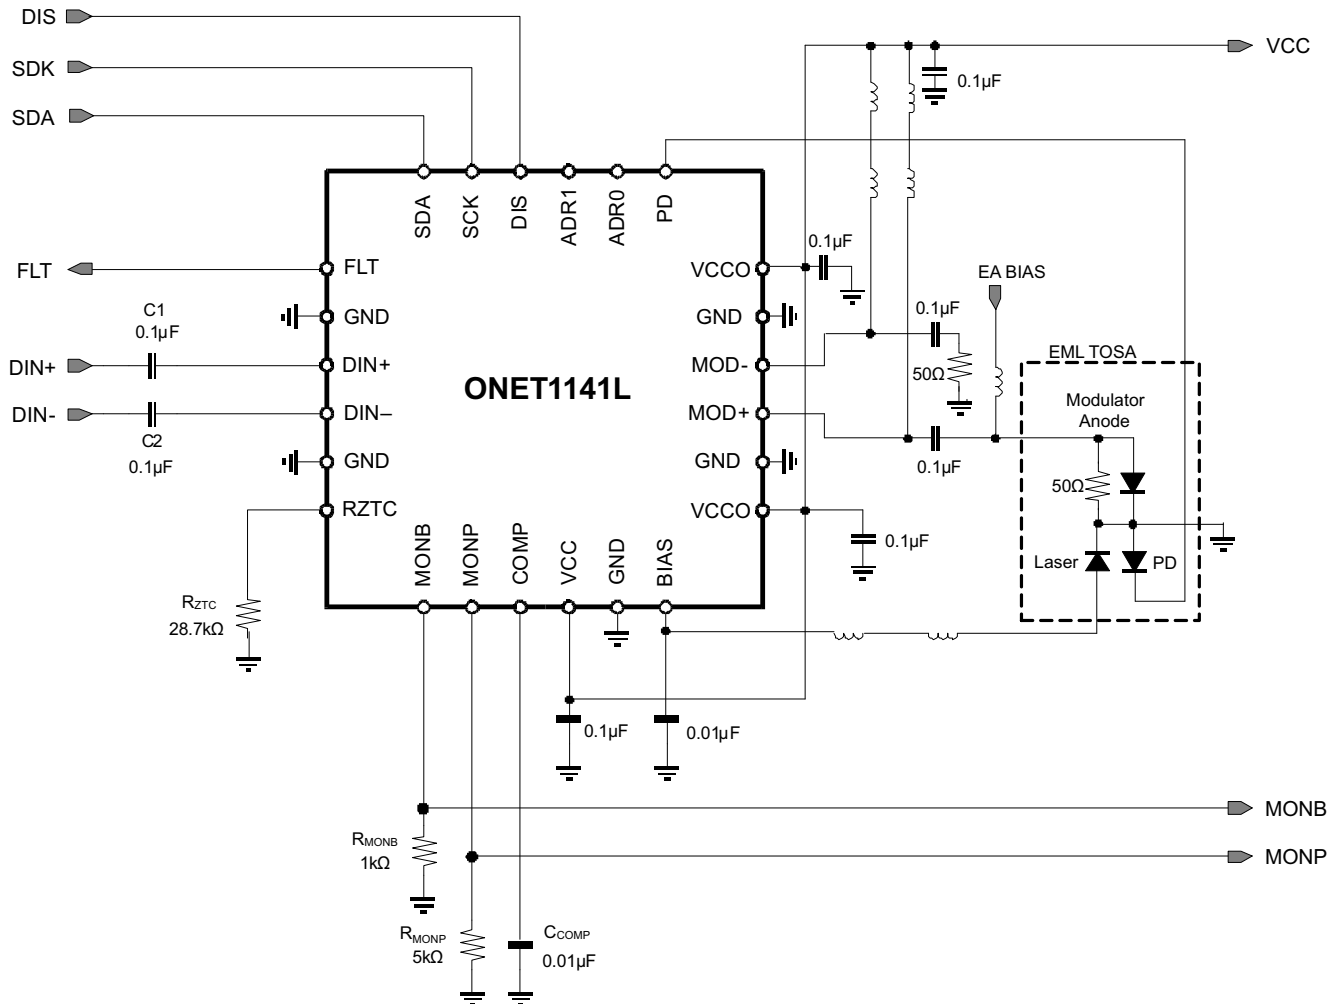 DIS
VCC
SDK
0.1µF
SDA
SDA
SCK
DIS
ADR1
ADR0
PD
0.1µF
FLT
FLT
VCCO
EA BIAS
C1
0.1µF
GND
GND
0.1µF
EML TOSA
DIN+
DIN+
MOD-
50Ω
ONET1141L
Modulator
Anode
DIN-
DIN–
MOD+
C2
0.1µF
GND
GND
0.1µF
50Ω
RZTC
VCCO
0.1µF
MONB
MONP
COMP
VCC
GND
BIAS
Laser
PD
RZTC
28.7kΩ
0.1µF
0.01µF
MONB
RMONB
1kΩ
MONP
RMONP
5kΩ
CCOMP
0.01µF